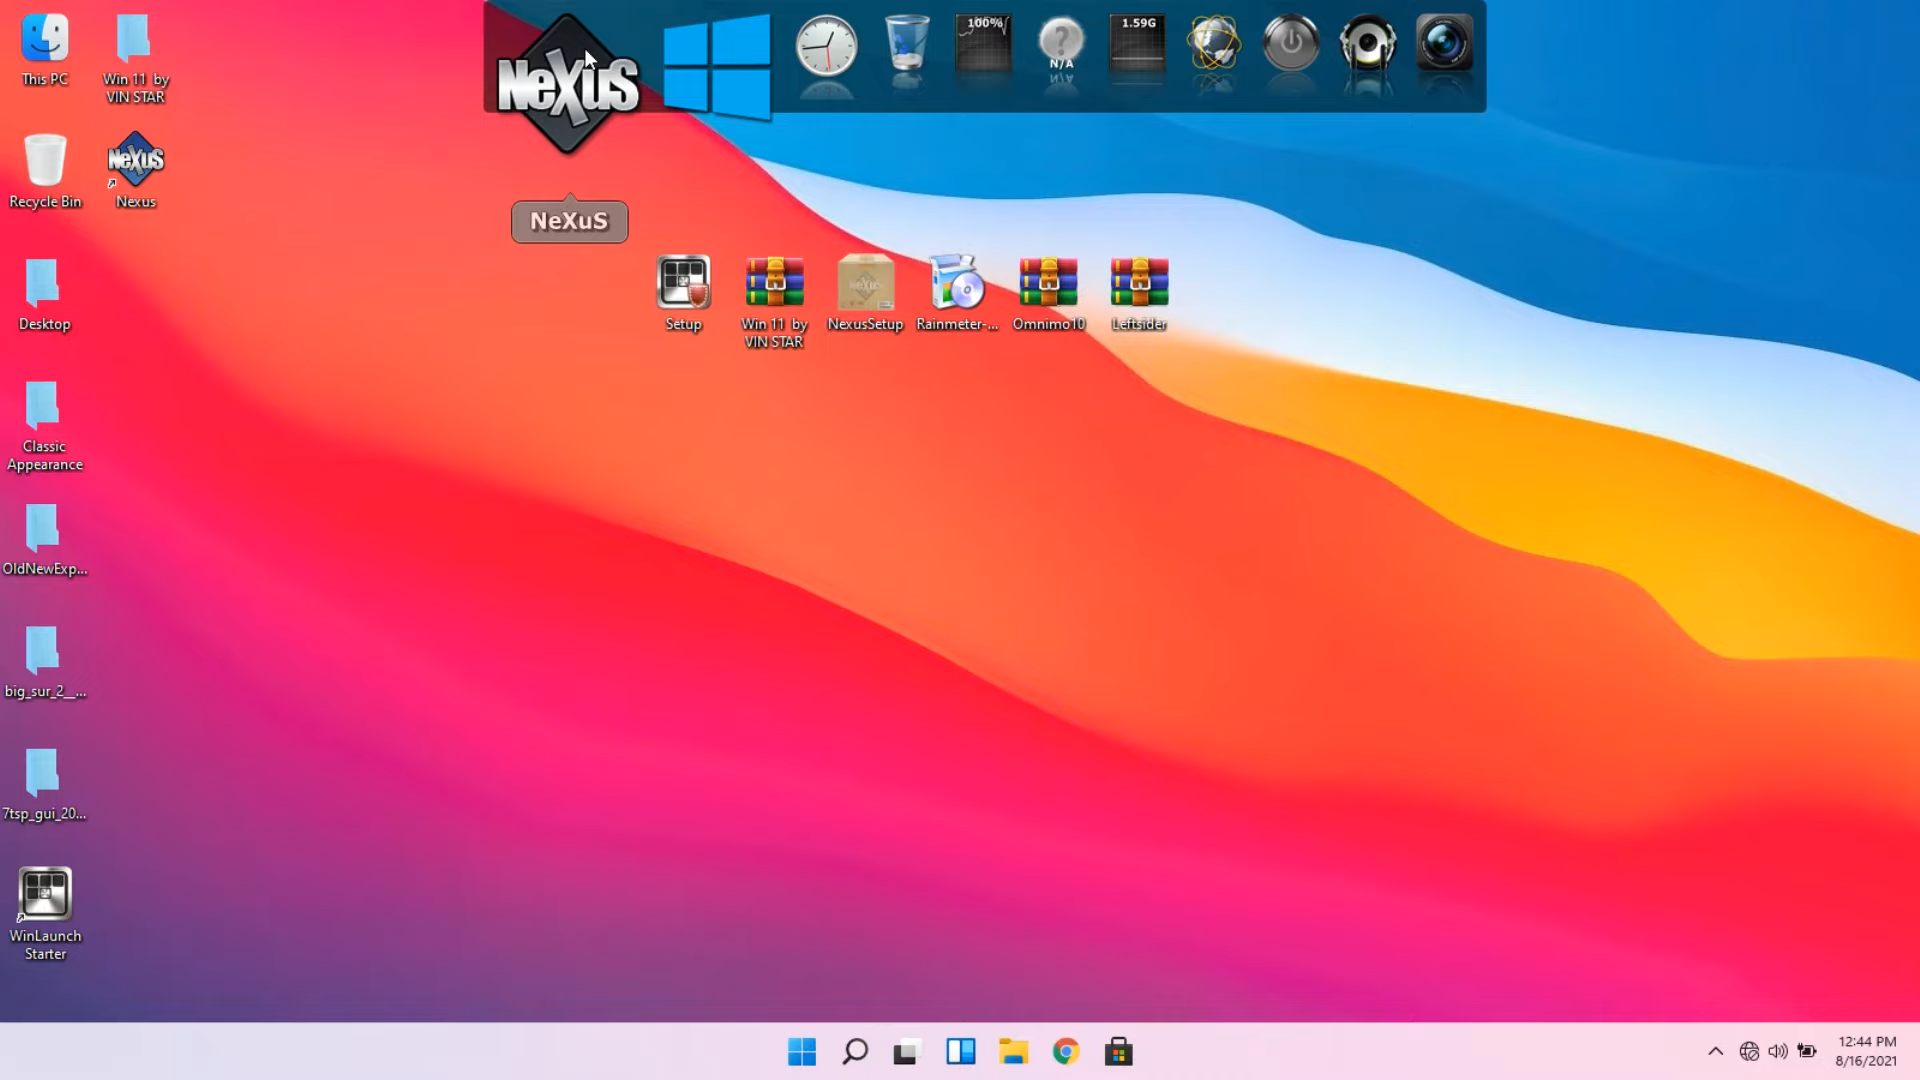 This PC
Win 11 by
VIN STAR
Recycle Bin
Nexus
NeXuS
Desktop
Classic
Appearance
OldNewExp...
big_sur_2__...
7tsp_gui_20...
WinLaunch
Starter
NeXuS
100%
N/A
1.59G
NeXuS
Setup
Win 11 by
VIN STAR
NexusSetup
Rainmeter-...
Omnimo10
Leftsider
12:44 PM
8/16/2021